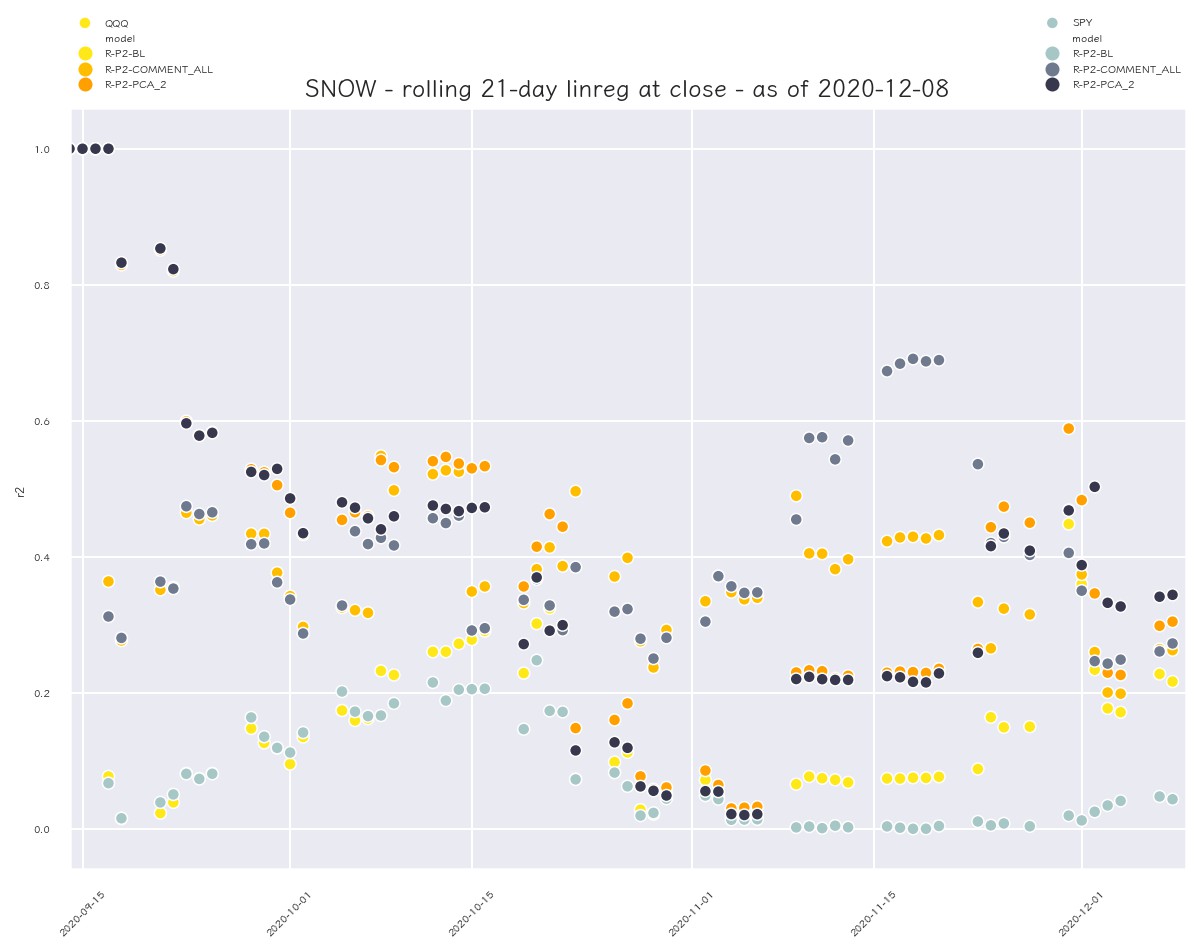 QQQ
model
R-P2-BL
R-P2-COMMENT_ALL
R-P2-PCA_2
SPY
model
R-P2-BL
R-P2-COMMENT_ALL
R-P2-PCA_2
SNOW - rolling 21-day linreg at close - as of 2020-12-08
1.0
0.8
0.6
0.4
0.2
0.0
r2
2020-09-15
2020-10-01
2020-10-15
2020-11-01
2020-11-15
2020-12-01